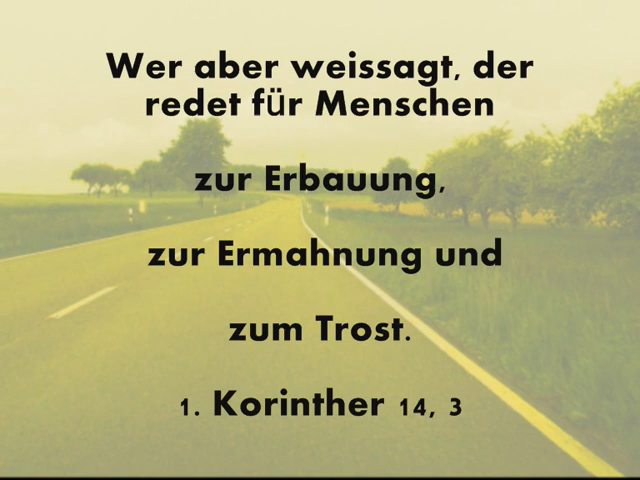 Wer aber weissagt, der
redet für Menschen
zur Erbauung,
zur Ermahnung und
zum Trost.
1. Korinther 14, 3